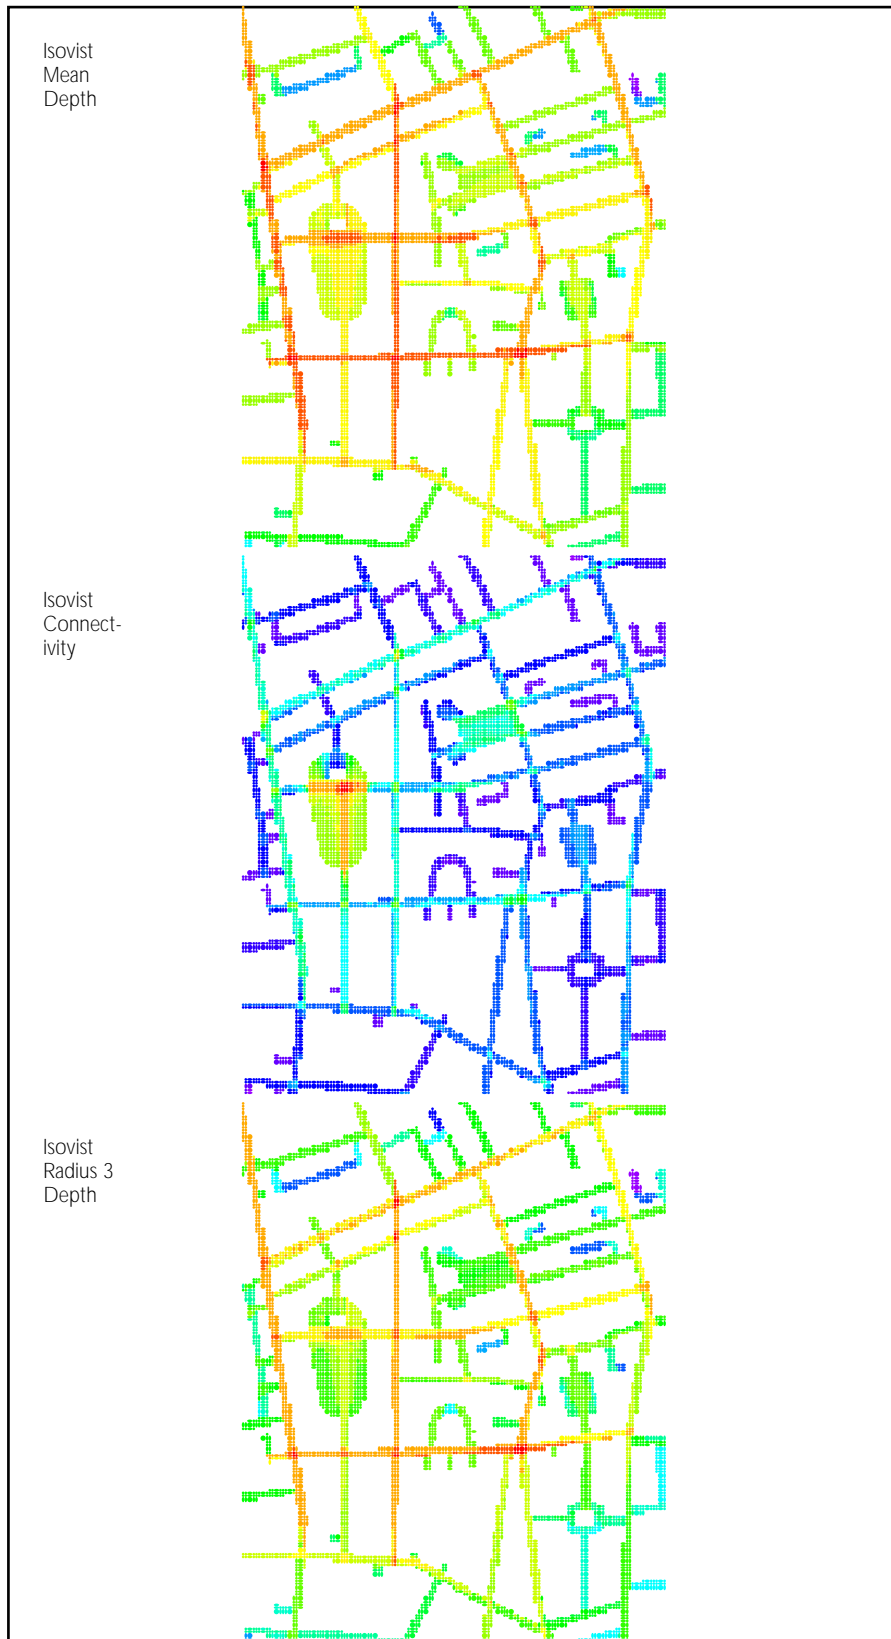 Isovist
Mean
Depth
Isovist
Connect-
ivity
Isovist
Radius 3
Depth